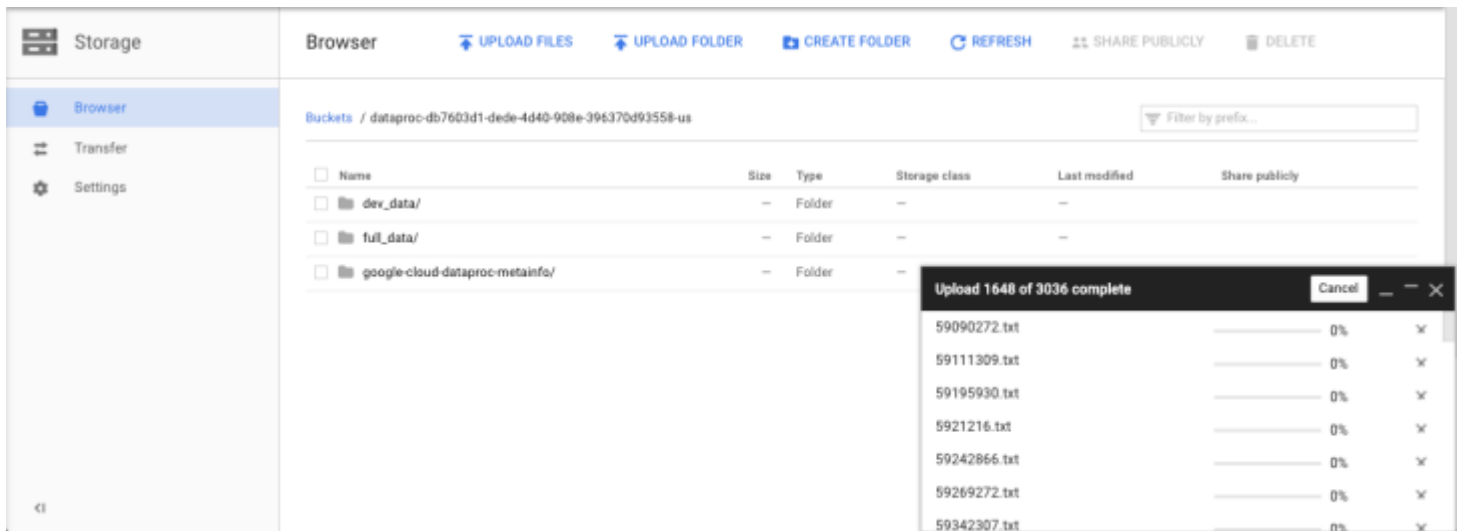 Storage
Browser UPLOAD FILES UPLOAD FOLDER CREATE FOLDER REFRESH SHARE PUBLICLY DELETE
Browser
Transfer
Settings
Buckets / dataproc-db7603d1-dede-4d40-908e-396370d93558-us
Filter by prefix...
Name Size Type Storage class Last modified Share publicly
dev_data/ — Folder — —
full_data/ — Folder — —
google-cloud-dataproc-metainfo/ — Folder —
Upload 1648 of 3036 complete Cancel
59090272.txt 0%
59111309.txt 0%
59195930.txt 0%
5921216.txt 0%
59242866.txt 0%
59269272.txt 0%
59342307.txt 0%